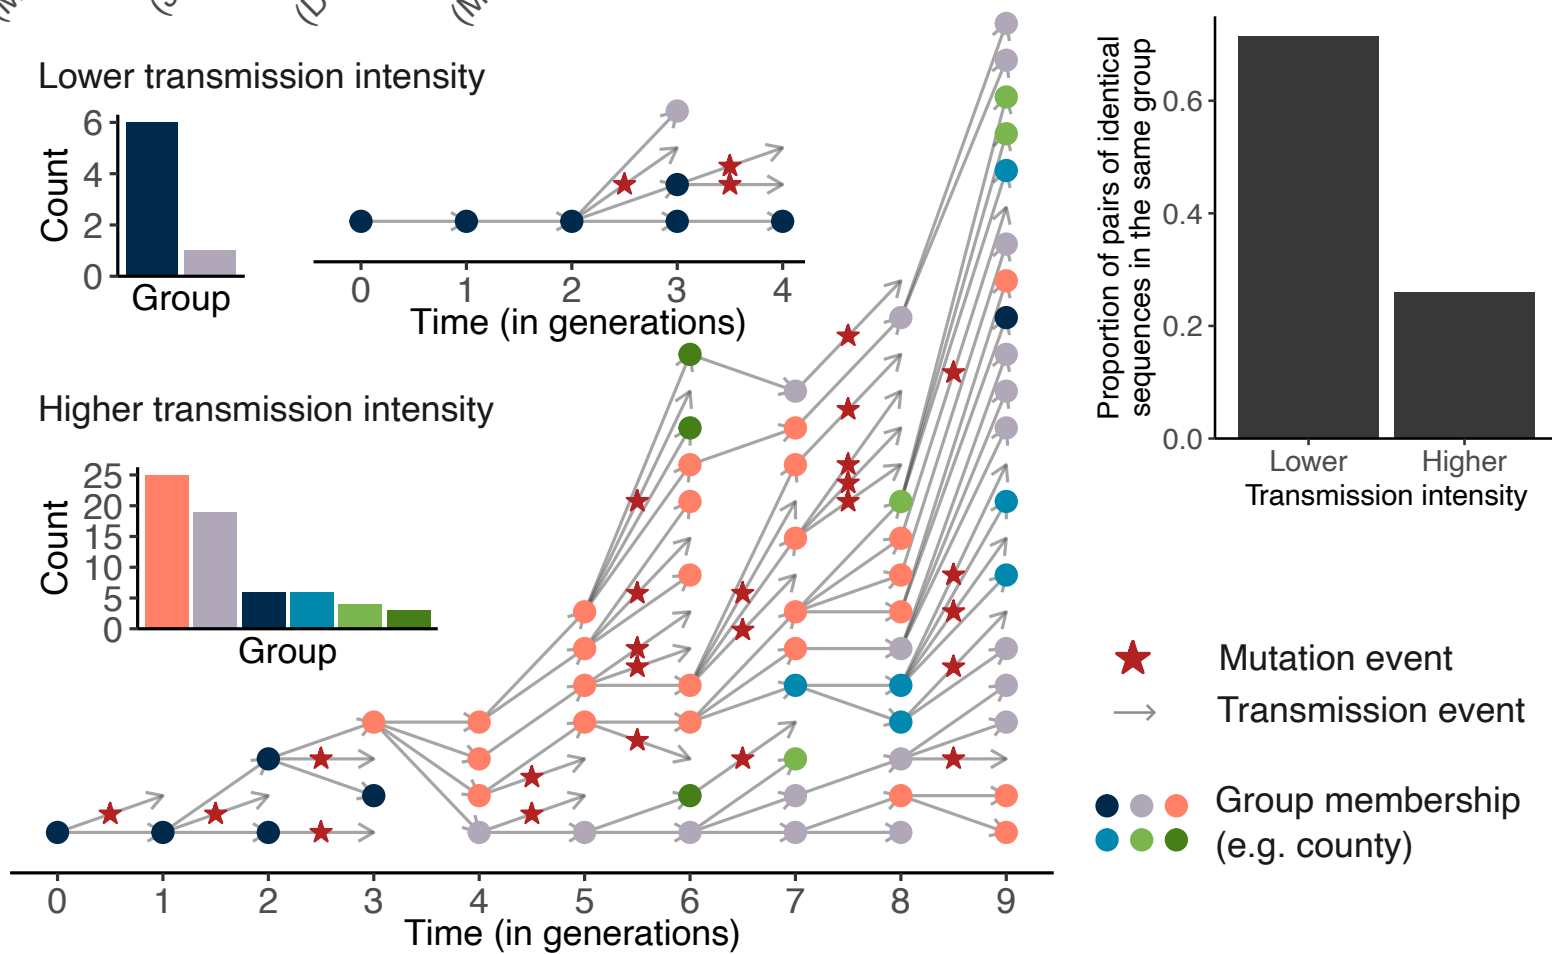 Lower transmission intensity
6
4
2
0
Count
Group
0 1 2 3 4
Time (in generations)
Higher transmission intensity
25
20
15
10
5
0
Count
Group
0 1 2 3 4 5 6 7 8 9
Time (in generations)
Proportion of pairs of identical
sequences in the same group
0.6
0.4
0.2
0.0
Lower Higher
Transmission intensity
Mutation event
Transmission event
Group membership
(e.g. county)